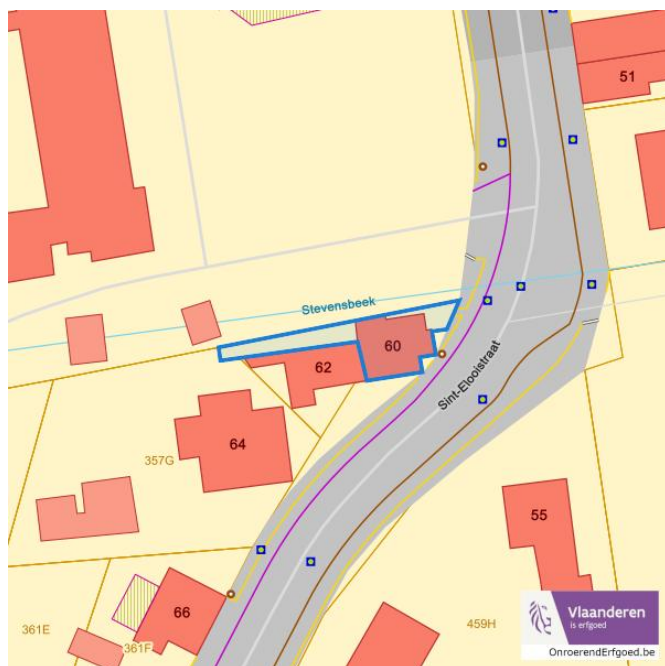 51
Stevensbeek
60
62
Sint-Elooistraat
64
357G
55
66
361E
361F
459H
Vlaanderen
is erfgoed
OnroerendErfgoed.be